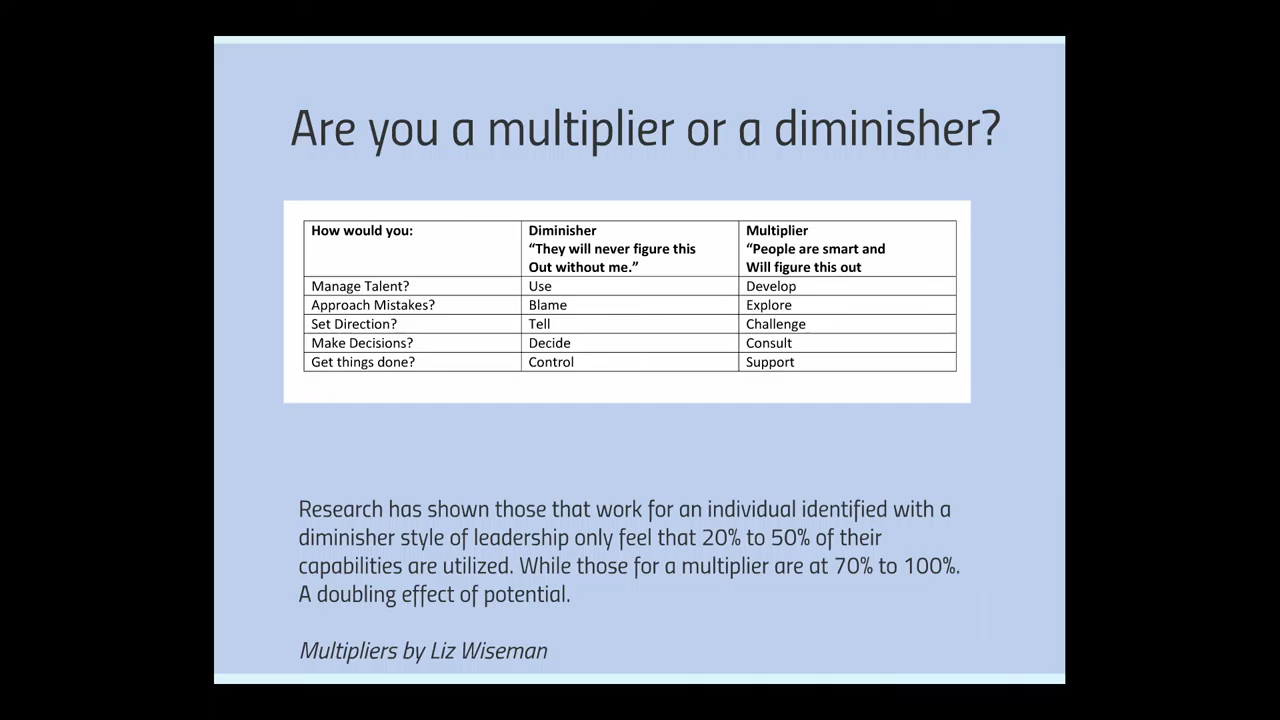 Are you a multiplier or a diminisher?
How would you: Diminisher Multiplier
“They will never figure this “People are smart and
Out without me.” Will figure this out
Manage Talent? Use Develop
Approach Mistakes? Blame Explore
Set Direction? Tell Challenge
Make Decisions? Decide Consult
Get things done? Control Support
Research has shown those that work for an individual identified with a
diminisher style of leadership only feel that 20% to 50% of their
capabilities are utilized. While those for a multiplier are at 70% to 100%.
A doubling effect of potential.
Multipliers by Liz Wiseman